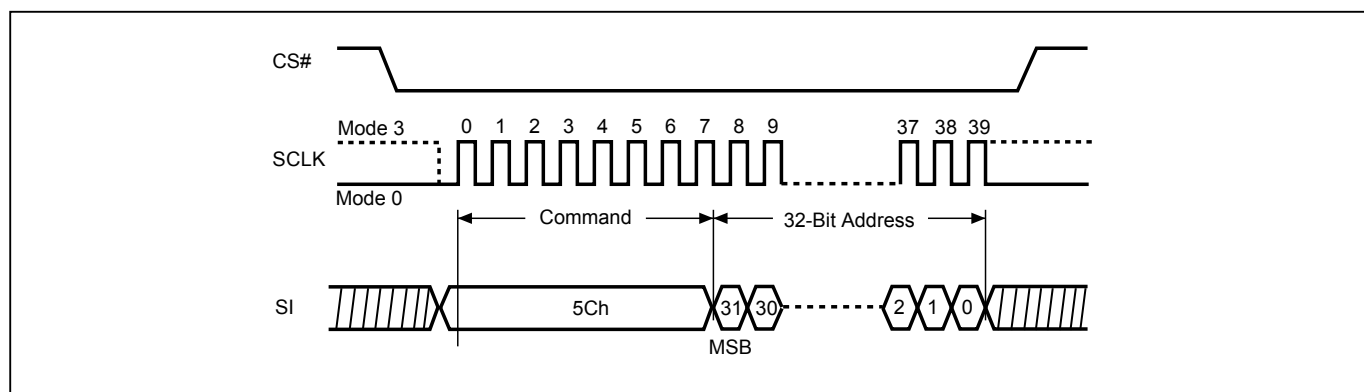 CS#
Mode 3
0 1 2 3 4 5 6 7 8 9 37 38 39
SCLK
Mode 0
Command
32-Bit Address
SI
5Ch
31 30 2 1 0
MSB